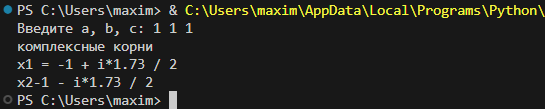 PS C:\Users\maxim> & C:\Users\maxim\AppData\Local\Programs\Python\
Введите a, b, c: 1 1 1
комплексные корни
x1 = -1 + i*1.73 / 2
x2-1 - i*1.73 / 2
PS C:\Users\maxim>